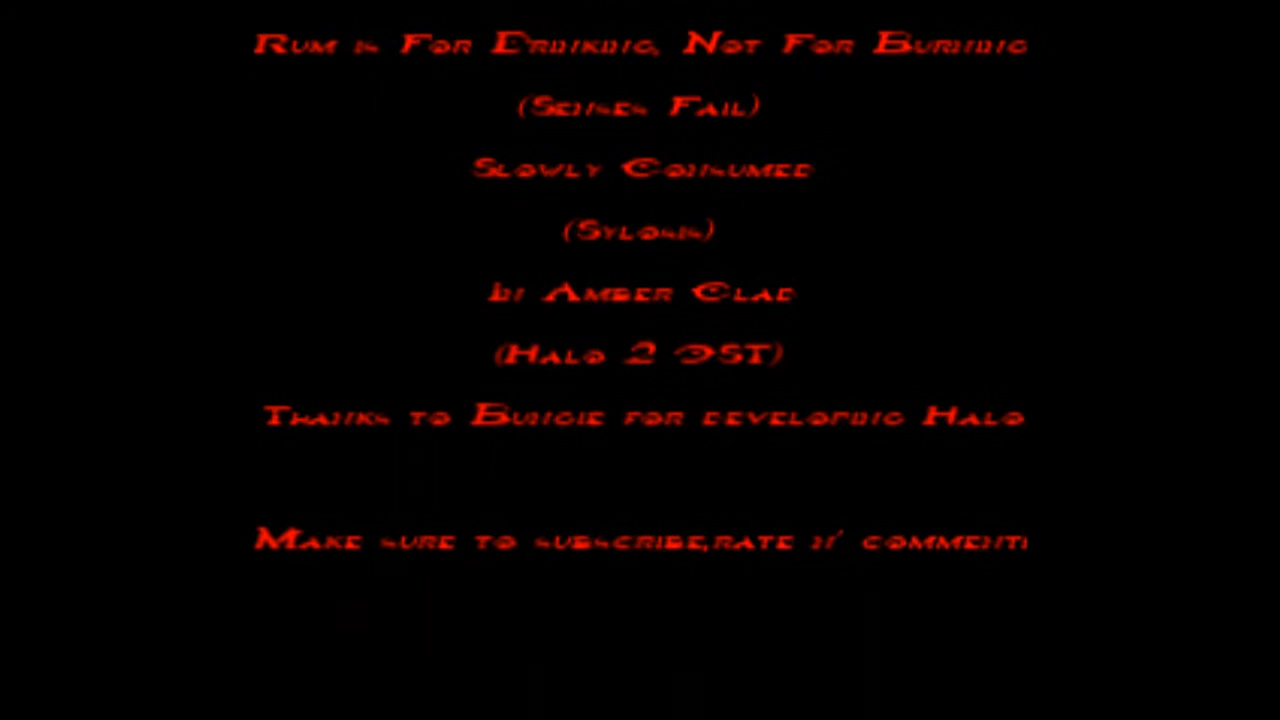 Rum is For Drinking, Not For Burning
(Senses Fail)
Slowly Consumed
(Sylosis)
In Amber Clad
(Halo 2 OST)
Thanks to Bungie for developing Halo
Make sure to subscribe,rate n' comment!